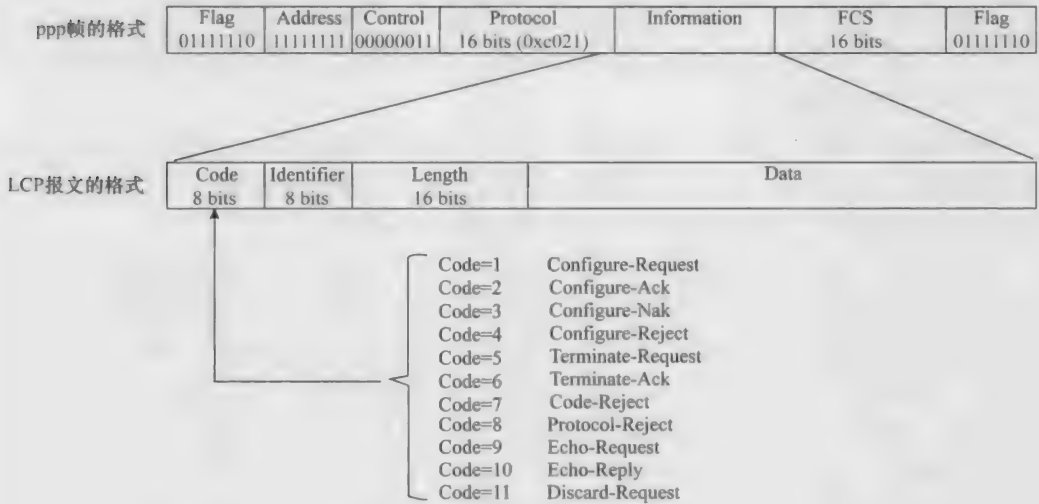 ppp帧的格式
Flag Address Control Protocol Information FCS Flag
01111110 11111111 00000011 16 bits (0xc021) 16 bits 01111110
LCP报文的格式
Code Identifier Length Data
8 bits 8 bits 16 bits
Code=1 Configure-Request
Code=2 Configure-Ack
Code=3 Configure-Nak
Code=4 Configure-Reject
Code=5 Terminate-Request
Code=6 Terminate-Ack
Code=7 Code-Reject
Code=8 Protocol-Reject
Code=9 Echo-Request
Code=10 Echo-Reply
Code=11 Discard-Request